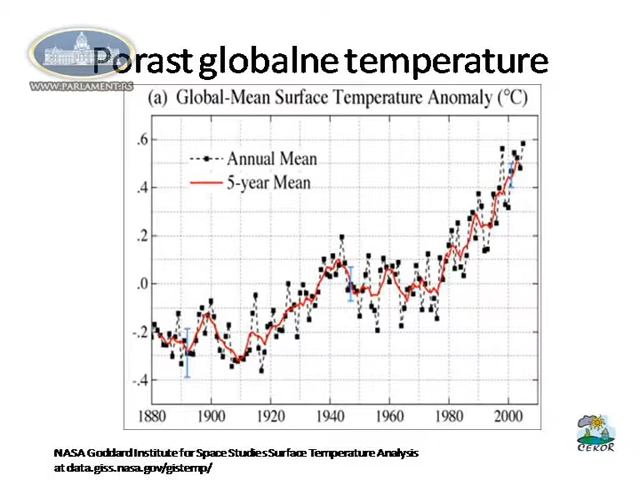 Porast globalne temperature
WWW.PARLAMENT.RS
(a) Global-Mean Surface Temperature Anomaly (°C)
.6
Annual Mean
5-year Mean
.4
.2
.0
-.2
-.4
1880 1900 1920 1940 1960 1980 2000
CEKOR
NASA Goddard Institute for Space Studies Surface Temperature Analysis
at data.giss.nasa.gov/gistemp/